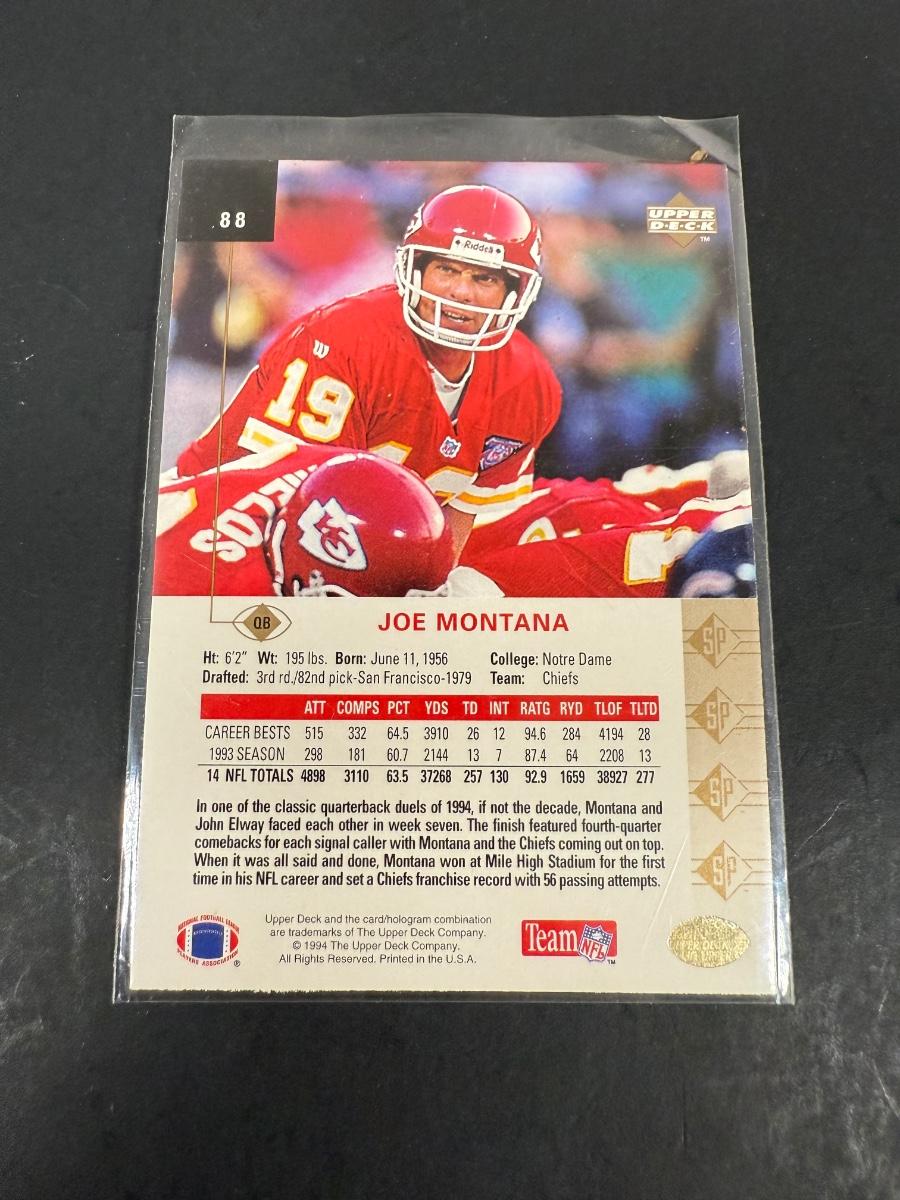 88
UPPER
D·E·C·K
TM
Riddell
W
19
19
QB
JOE MONTANA
Ht: 6'2" Wt: 195 lbs. Born: June 11, 1956 College: Notre Dame
Drafted: 3rd rd./82nd pick-San Francisco-1979 Team: Chiefs
ATT COMPS PCT YDS TD INT RATG RYD TLOF TLTD
CAREER BESTS 515 332 64.5 3910 26 12 94.6 284 4194 28
1993 SEASON 298 181 60.7 2144 13 7 87.4 64 2208 13
14 NFL TOTALS 4898 3110 63.5 37268 257 130 92.9 1659 38927 277
In one of the classic quarterback duels of 1994, if not the decade, Montana and
John Elway faced each other in week seven. The finish featured fourth-quarter
comebacks for each signal caller with Montana and the Chiefs coming out on top.
When it was all said and done, Montana won at Mile High Stadium for the first
time in his NFL career and set a Chiefs franchise record with 56 passing attempts.
SP
SP
SP
SP
NATIONAL FOOTBALL LEAGUE
PLAYERS ASSOCIATION
®
Upper Deck and the card/hologram combination
are trademarks of The Upper Deck Company.
© 1994 The Upper Deck Company.
All Rights Reserved. Printed in the U.S.A.
Team NFL
TM
UPPER DECK